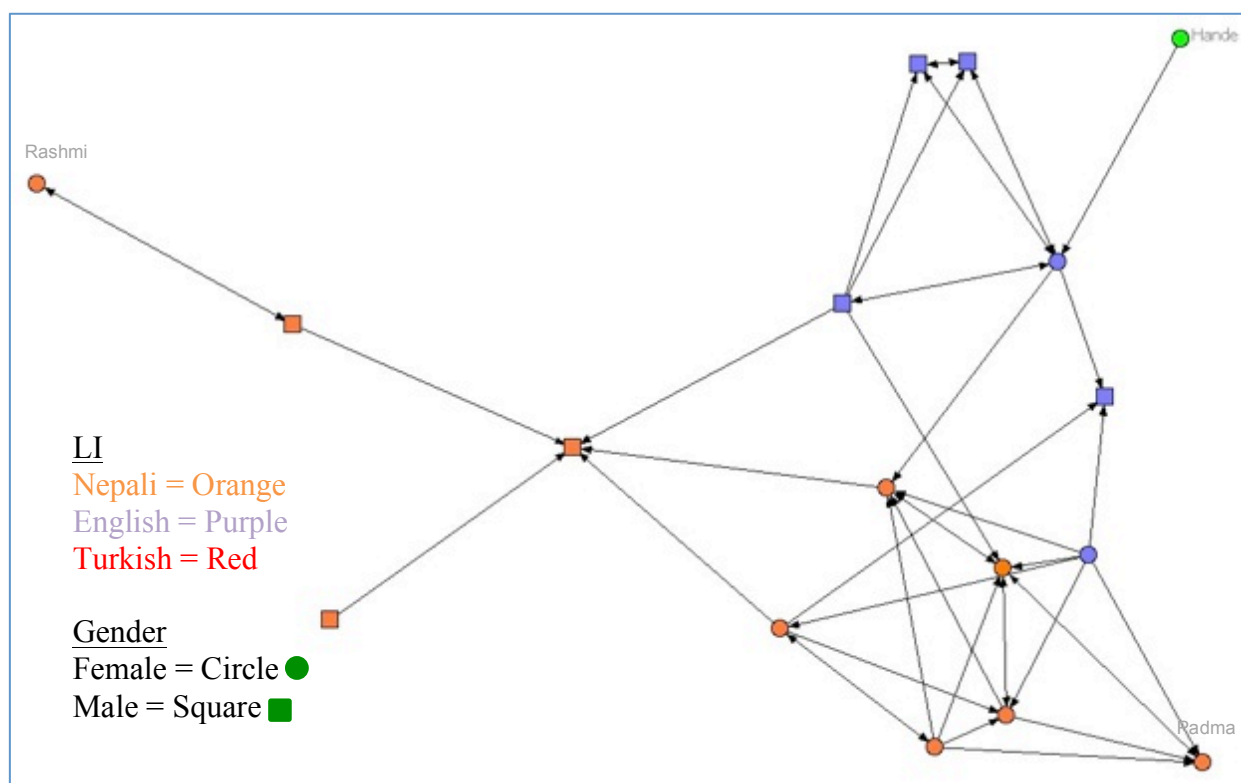 Hande
Rashmi
LI
Nepali = Orange
English = Purple
Turkish = Red
Gender
Female = Circle
Male = Square
Padma